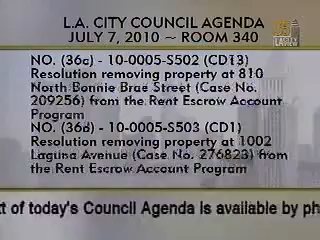 L.A. CITY COUNCIL AGENDA
JULY 7, 2010 ~ ROOM 340
NO. (36c) - 10-0005-S502 (CD13)
Resolution removing property at 810
North Bonnie Brae Street (Case No.
209256) from the Rent Escrow Account
Program
NO. (36d) - 10-0005-S503 (CD1)
Resolution removing property at 1002
Laguna Avenue (Case No. 276823) from
the Rent Escrow Account Program
of today's Council Agenda is available by